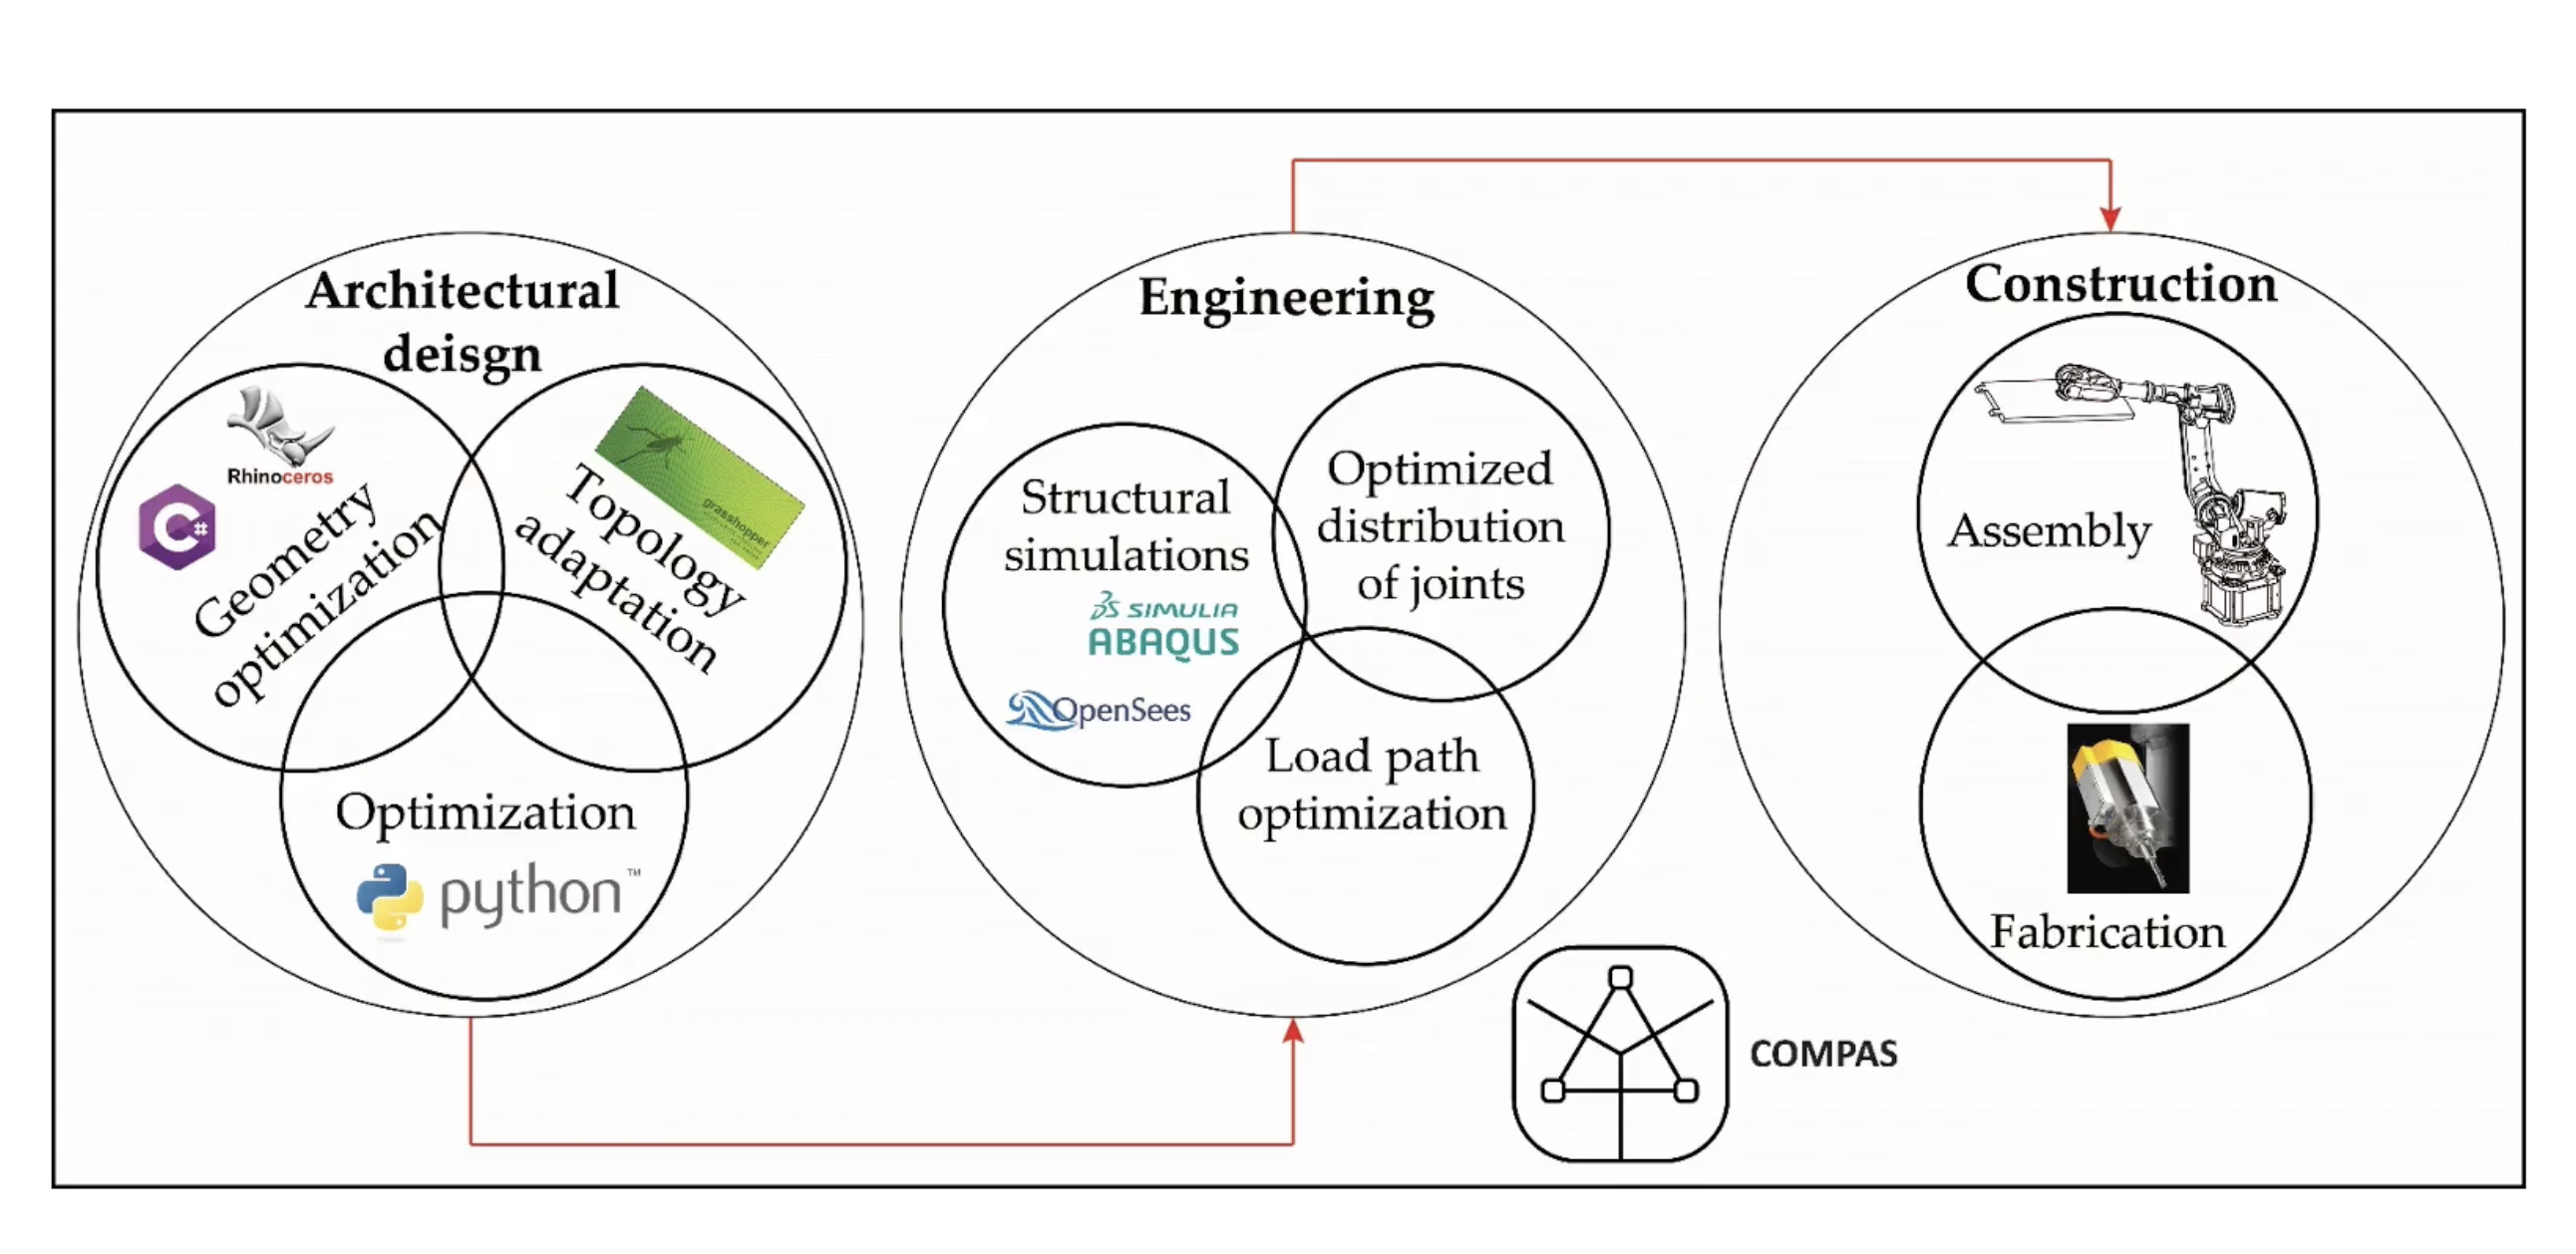 Architectural
deisgn
Rhinoceros
C#
Geometry
optimization
grasshopper
Topology
adaptation
Optimization
python™
Engineering
Structural
simulations
SIMULIA
ABAQUS
OpenSees
Optimized
distribution
of joints
Load path
optimization
Construction
Assembly
Fabrication
COMPAS